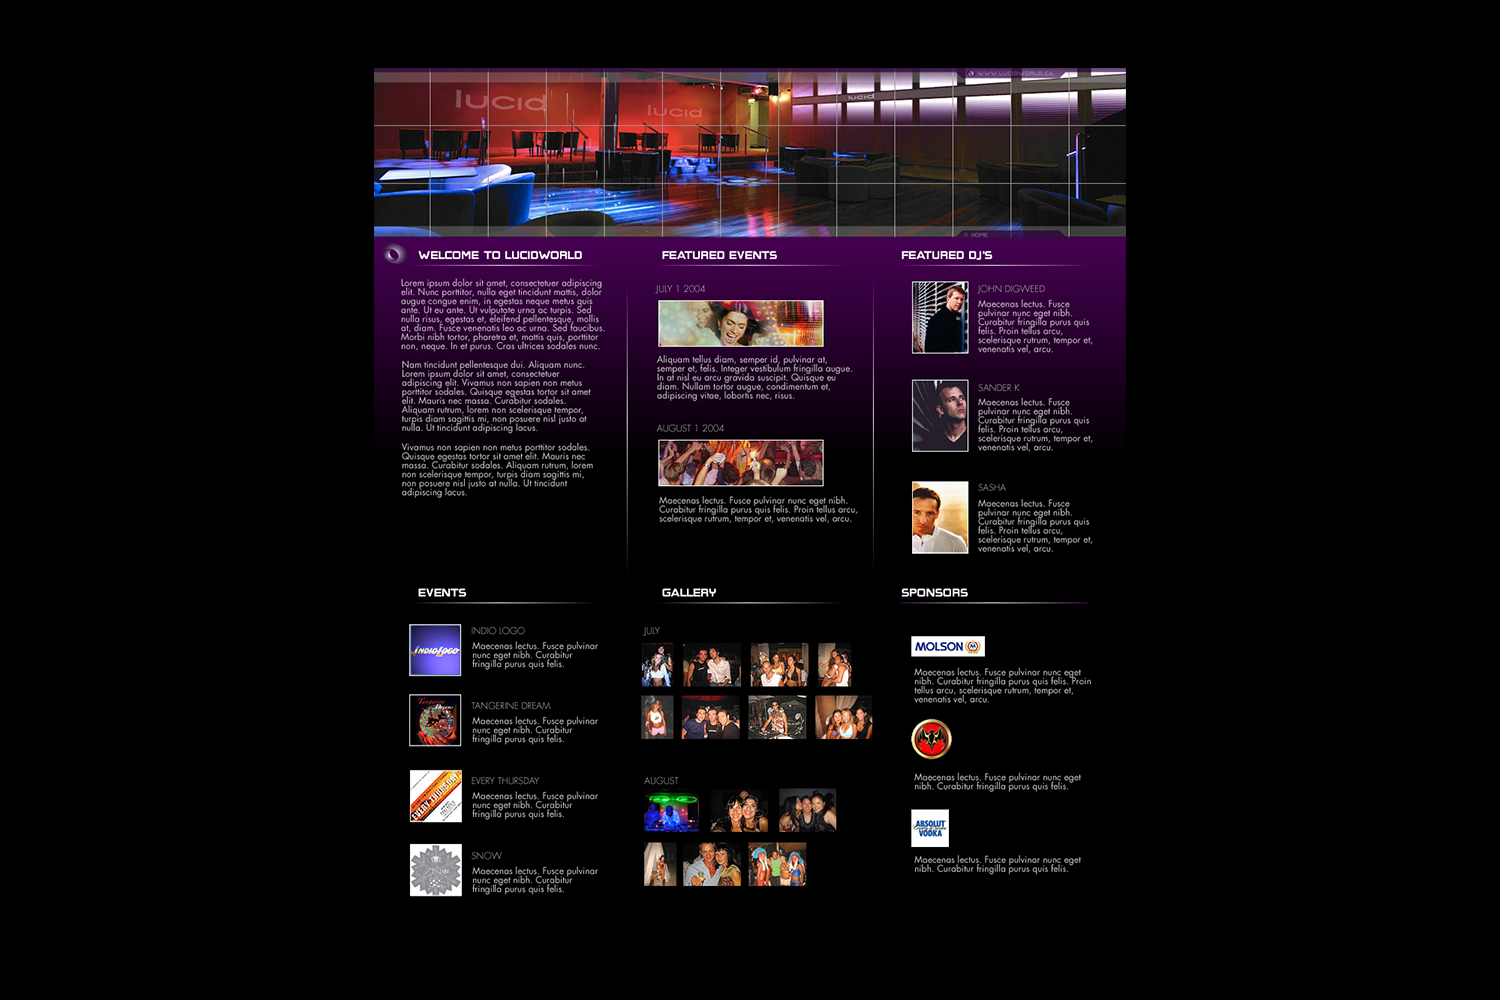 WWW.LUCIDWORLD.CA
lucid
lucid
lucid
HOME
WELCOME TO LUCIDWORLD
Lorem ipsum dolor sit amet, consectetuer adipiscing
elit. Nunc porttitor, nulla eget tincidunt mattis, dolor
augue congue enim, in egestas neque metus quis
ante. Ut eu ante. Ut vulputate urna ac turpis. Sed
nulla risus, egestas et, eleifend pellentesque, mollis
at, diam. Fusce venenatis leo ac urna. Sed faucibus.
Morbi nibh tortor, pharetra et, mattis quis, porttitor
non, neque. In et purus. Cras ultrices sodales nunc.
Nam tincidunt pellentesque dui. Aliquam nunc.
Lorem ipsum dolor sit amet, consectetuer
adipiscing elit. Vivamus non sapien non metus
porttitor sodales. Quisque egestas tortor sit amet
elit. Mauris nec massa. Curabitur sodales.
Aliquam rutrum, lorem non scelerisque tempor,
turpis diam sagittis mi, non posuere nisl justo at
nulla. Ut tincidunt adipiscing lacus.
Vivamus non sapien non metus porttitor sodales.
Quisque egestas tortor sit amet elit. Mauris nec
massa. Curabitur sodales. Aliquam rutrum, lorem
non scelerisque tempor, turpis diam sagittis mi,
non posuere nisl justo at nulla. Ut tincidunt
adipiscing lacus.
FEATURED EVENTS
JULY 1 2004
Aliquam tellus diam, semper id, pulvinar at,
semper et, felis. Integer vestibulum fringilla augue.
In at nisl eu arcu gravida suscipit. Quisque eu
diam. Nullam tortor augue, condimentum et,
adipiscing vitae, lobortis nec, risus.
AUGUST 1 2004
Maecenas lectus. Fusce pulvinar nunc eget nibh.
Curabitur fringilla purus quis felis. Proin tellus arcu,
scelerisque rutrum, tempor et, venenatis vel, arcu.
FEATURED DJ'S
JOHN DIGWEED
Maecenas lectus. Fusce
pulvinar nunc eget nibh.
Curabitur fringilla purus quis
felis. Proin tellus arcu,
scelerisque rutrum, tempor et,
venenatis vel, arcu.
SANDER K
Maecenas lectus. Fusce
pulvinar nunc eget nibh.
Curabitur fringilla purus quis
felis. Proin tellus arcu,
scelerisque rutrum, tempor et,
venenatis vel, arcu.
SASHA
Maecenas lectus. Fusce
pulvinar nunc eget nibh.
Curabitur fringilla purus quis
felis. Proin tellus arcu,
scelerisque rutrum, tempor et,
venenatis vel, arcu.
EVENTS
INDIOLOGO
INDIO LOGO
Maecenas lectus. Fusce pulvinar
nunc eget nibh. Curabitur
fringilla purus quis felis.
Tangerine
Dream
TANGERINE DREAM
Maecenas lectus. Fusce pulvinar
nunc eget nibh. Curabitur
fringilla purus quis felis.
EVERY THURSDAY
EVERY THURSDAY
Maecenas lectus. Fusce pulvinar
nunc eget nibh. Curabitur
fringilla purus quis felis.
SNOW
Maecenas lectus. Fusce pulvinar
nunc eget nibh. Curabitur
fringilla purus quis felis.
GALLERY
JULY
AUGUST
SPONSORS
MOLSON
Maecenas lectus. Fusce pulvinar nunc eget
nibh. Curabitur fringilla purus quis felis. Proin
tellus arcu, scelerisque rutrum, tempor et,
venenatis vel, arcu.
Maecenas lectus. Fusce pulvinar nunc eget
nibh. Curabitur fringilla purus quis felis.
ABSOLUT
VODKA
Maecenas lectus. Fusce pulvinar nunc eget
nibh. Curabitur fringilla purus quis felis.